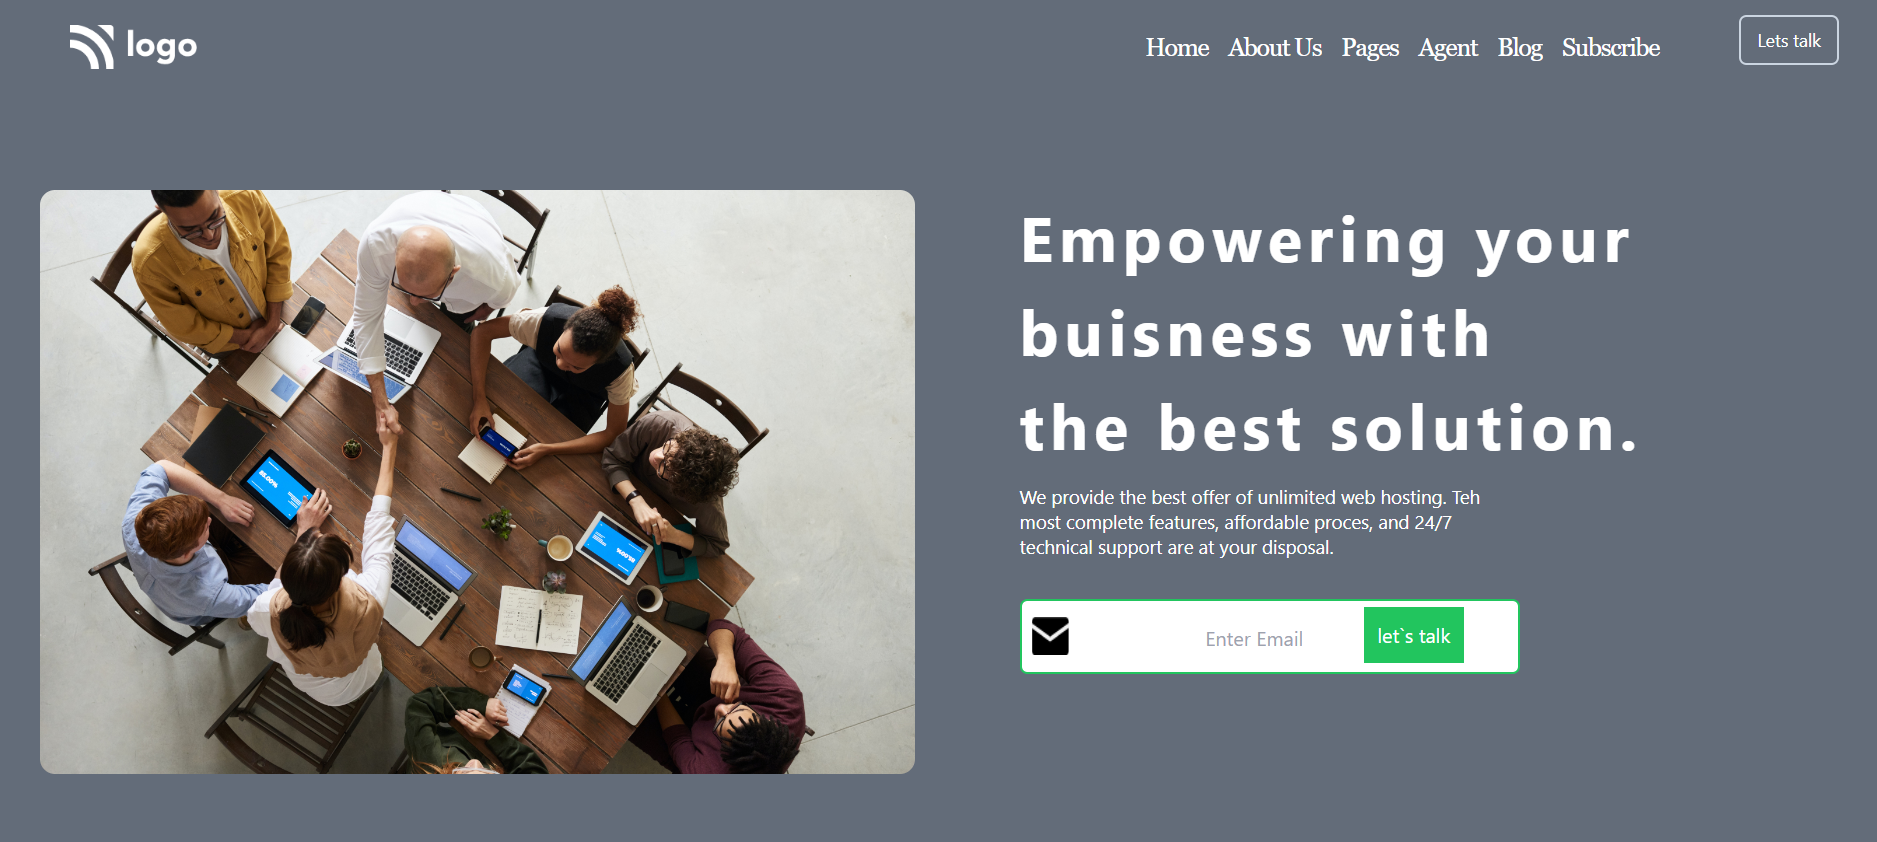 logo
Home About Us Pages Agent Blog Subscribe
Lets talk
Empowering your
buisness with
the best solution.
We provide the best offer of unlimited web hosting. Teh
most complete features, affordable proces, and 24/7
technical support are at your disposal.
Enter Email
let`s talk